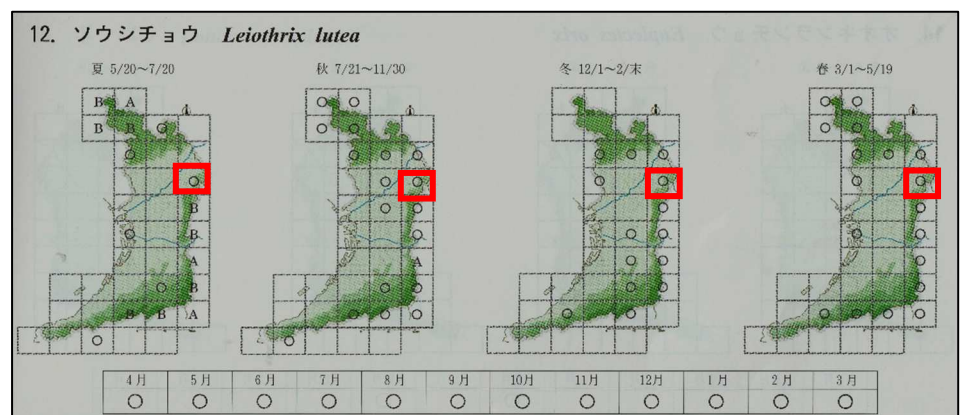 12. ソウシチョウ Leiothrix lutea
夏 5/20~7/20 秋 7/21~11/30 冬 12/1~2/末 春 3/1~5/19
B A
B B
B
B
A A
B
B B A
4月 5月 6月 7月 8月 9月 10月 11月 12月 1月 2月 3月
○ ○ ○ ○ ○ ○ ○ ○ ○ ○ ○ ○